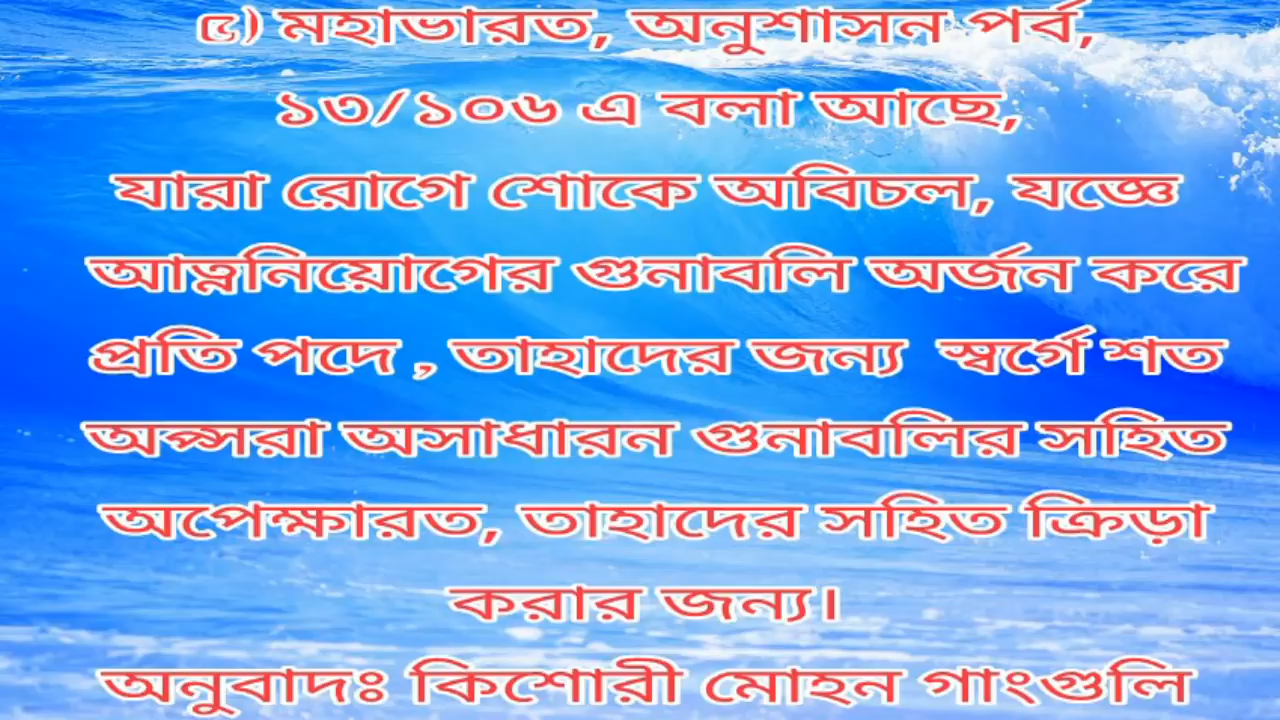 ৫) মহাভারত, অনুশাসন পর্ব,
১৩/১০৬ এ বলা আছে,
যারা রোগে শোকে অবিচল, যজ্ঞে
আত্ননিয়োগের গুনাবলি অর্জন করে
প্রতি পদে , তাহাদের জন্য স্বর্গে শত
অপ্সরা অসাধারন গুনাবলির সহিত
অপেক্ষারত, তাহাদের সহিত ক্রিড়া
করার জন্য।
অনুবাদঃ কিশোরী মোহন গাংগুলি